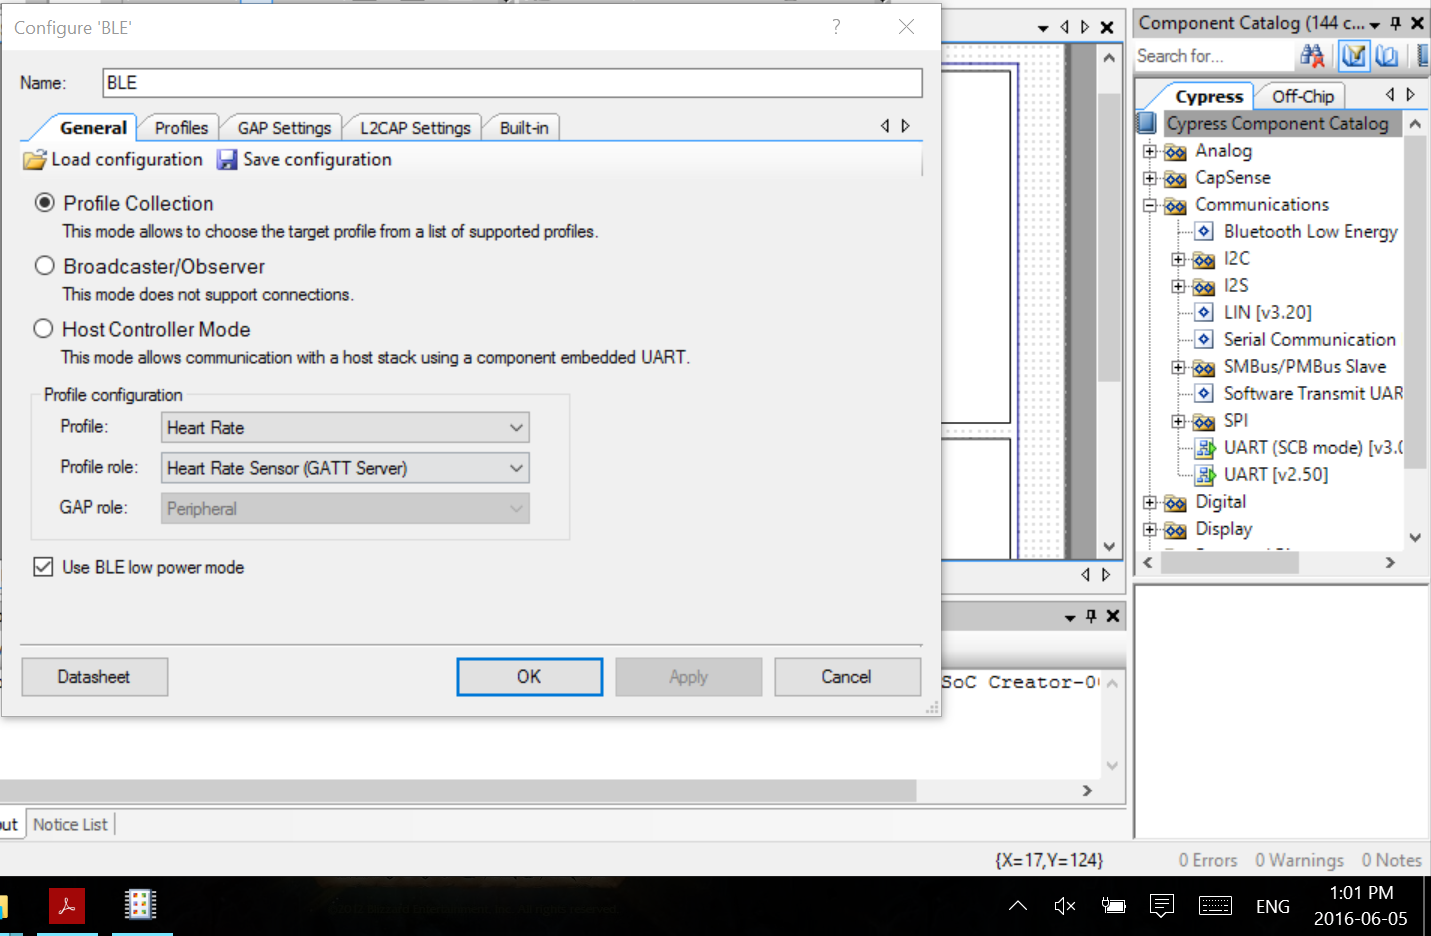 Configure 'BLE'
?
Name:
BLE
General
Profiles
GAP Settings
L2CAP Settings
Built-in
Load configuration
Save configuration
Profile Collection
This mode allows to choose the target profile from a list of supported profiles.
Broadcaster/Observer
This mode does not support connections.
Host Controller Mode
This mode allows communication with a host stack using a component embedded UART.
Profile configuration
Profile:
Heart Rate
Profile role:
Heart Rate Sensor (GATT Server)
GAP role:
Peripheral
Use BLE low power mode
Datasheet
OK
Apply
Cancel
Component Catalog (144 c...
Search for...
Cypress
Off-Chip
Cypress Component Catalog
Analog
CapSense
Communications
Bluetooth Low Energy
I2C
I2S
LIN [v3.20]
Serial Communication
SMBus/PMBus Slave
Software Transmit UAR
SPI
UART (SCB mode) [v3.0
UART [v2.50]
Digital
Display
SoC Creator-0
out
Notice List
{X=17,Y=124}
0 Errors
0 Warnings
0 Notes
ENG
1:01 PM
2016-06-05